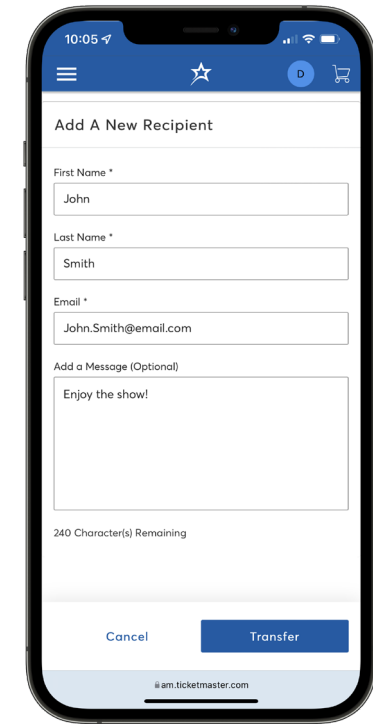 10:05
D
Add A New Recipient
First Name *
John
Last Name *
Smith
Email *
John.Smith@email.com
Add a Message (Optional)
Enjoy the show!
240 Character(s) Remaining
Cancel Transfer
am.ticketmaster.com